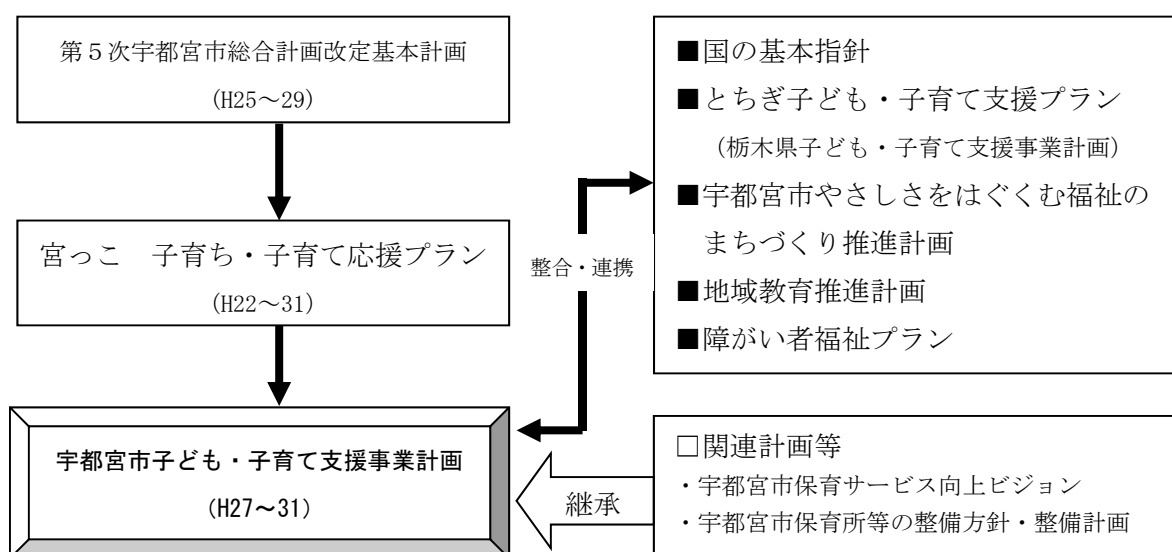 第５次宇都宮市総合計画改定基本計画
（H25～29）
宮っこ　子育ち・子育て応援プラン
（H22～31）
宇都宮市子ども・子育て支援事業計画
（H27～31）
整合・連携
■国の基本指針
■とちぎ子ども・子育て支援プラン
（栃木県子ども・子育て支援事業計画）
■宇都宮市やさしさをはぐくむ福祉の
まちづくり推進計画
■地域教育推進計画
■障がい者福祉プラン
継承
□関連計画等
・宇都宮市保育サービス向上ビジョン
・宇都宮市保育所等の整備方針・整備計画